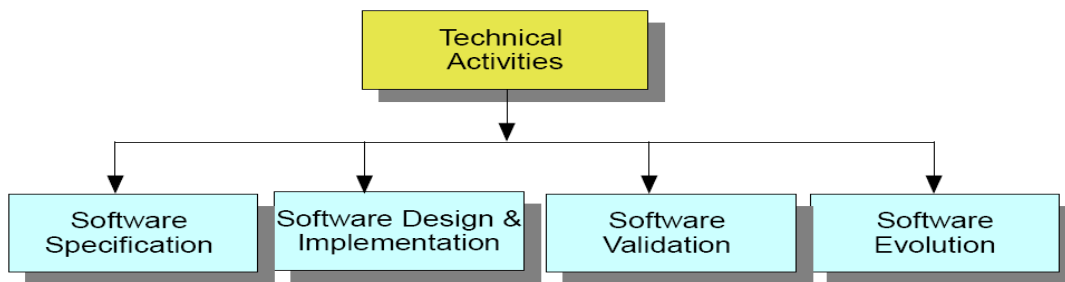 Technical
Activities
Software
Specification
Software Design &
Implementation
Software
Validation
Software
Evolution